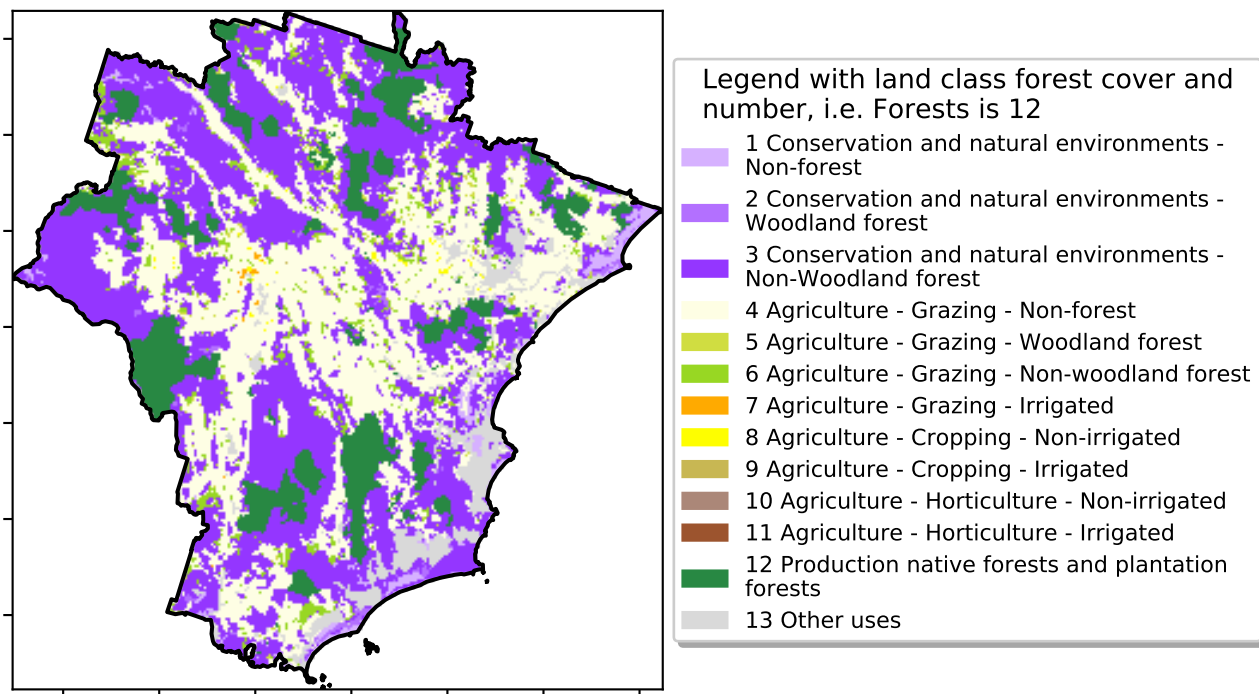 Legend with land class forest cover and
number, i.e. Forests is 12
1 Conservation and natural environments -
Non-forest
2 Conservation and natural environments -
Woodland forest
3 Conservation and natural environments -
Non-Woodland forest
4 Agriculture - Grazing - Non-forest
5 Agriculture - Grazing - Woodland forest
6 Agriculture - Grazing - Non-woodland forest
7 Agriculture - Grazing - Irrigated
8 Agriculture - Cropping - Non-irrigated
9 Agriculture - Cropping - Irrigated
10 Agriculture - Horticulture - Non-irrigated
11 Agriculture - Horticulture - Irrigated
12 Production native forests and plantation
forests
13 Other uses